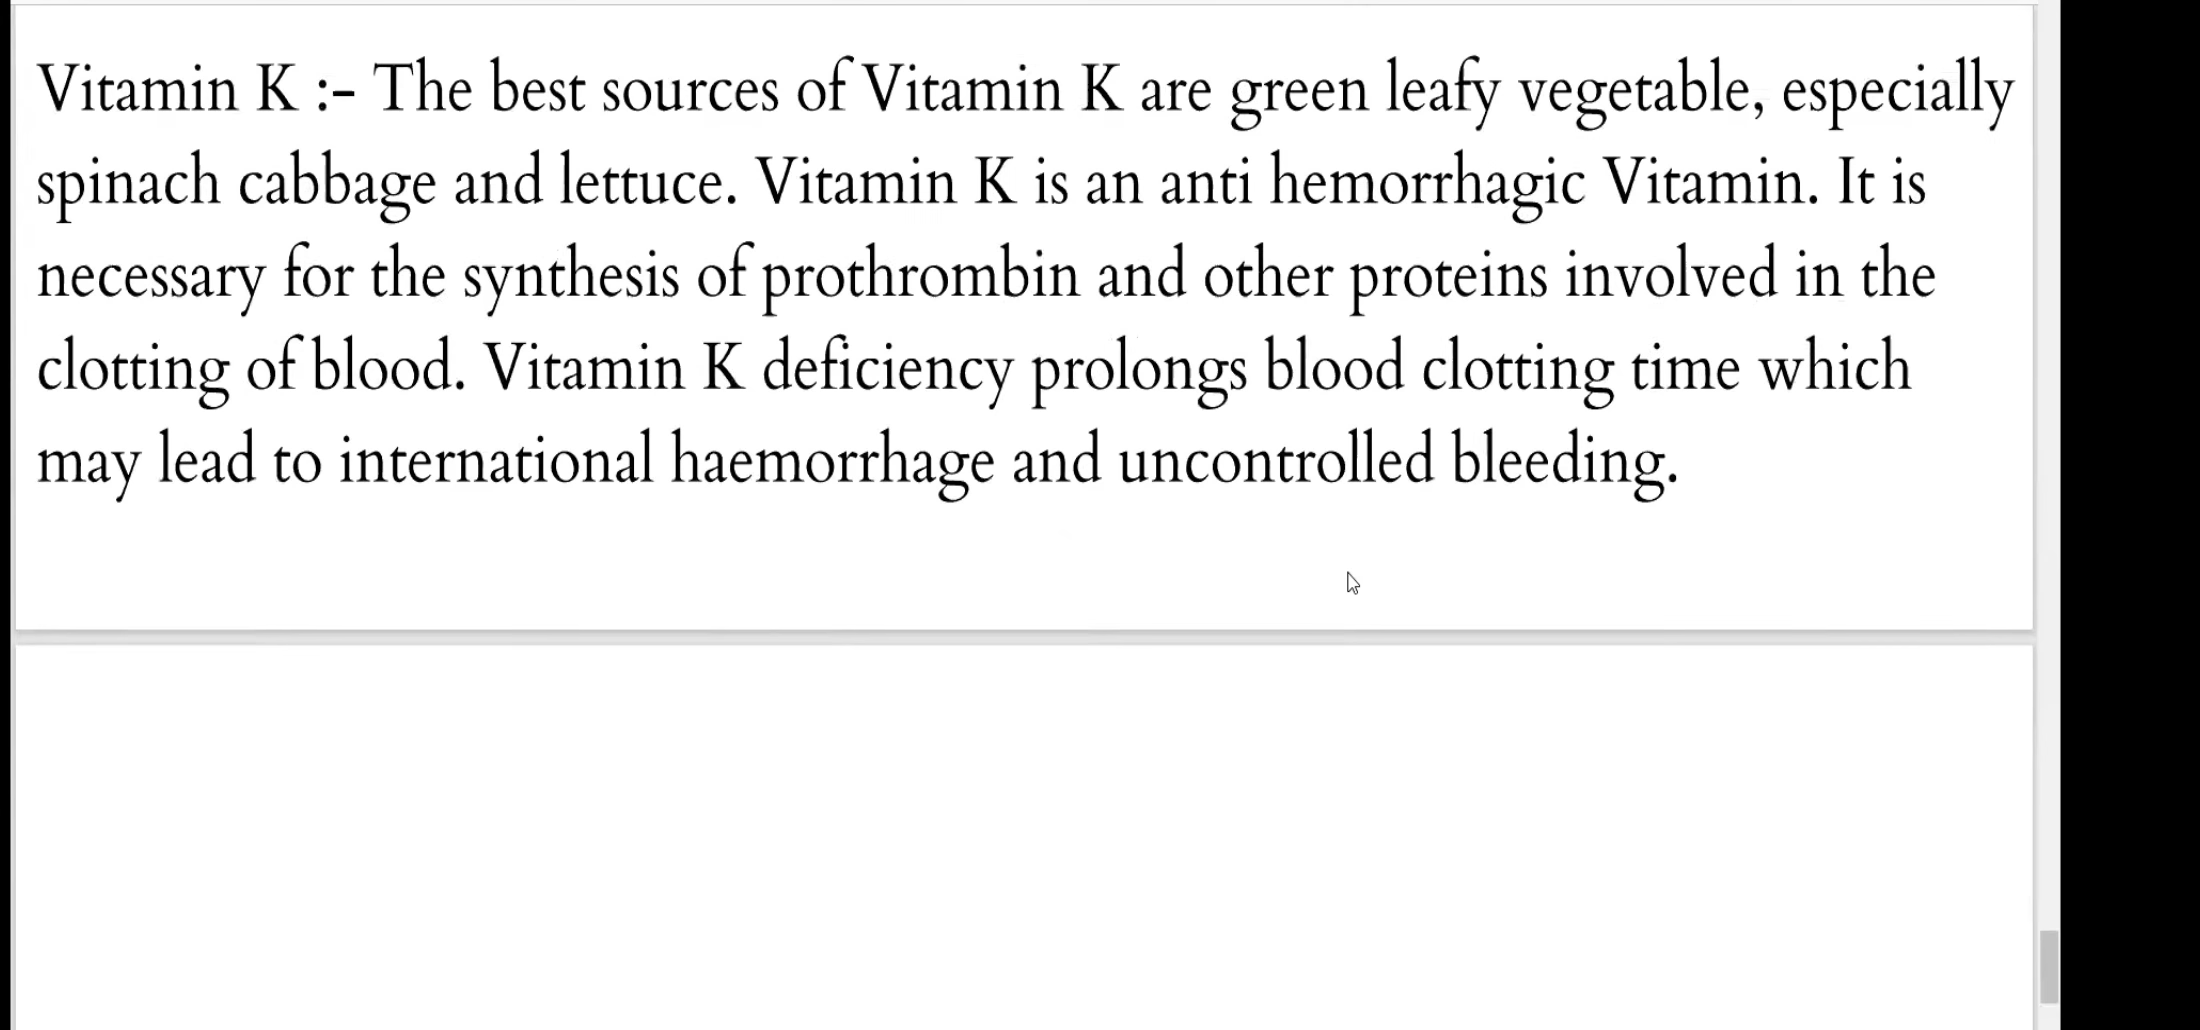 Vitamin K :- The best sources of Vitamin K are green leafy vegetable, especially
spinach cabbage and lettuce. Vitamin K is an anti hemorrhagic Vitamin. It is
necessary for the synthesis of prothrombin and other proteins involved in the
clotting of blood. Vitamin K deficiency prolongs blood clotting time which
may lead to international haemorrhage and uncontrolled bleeding.